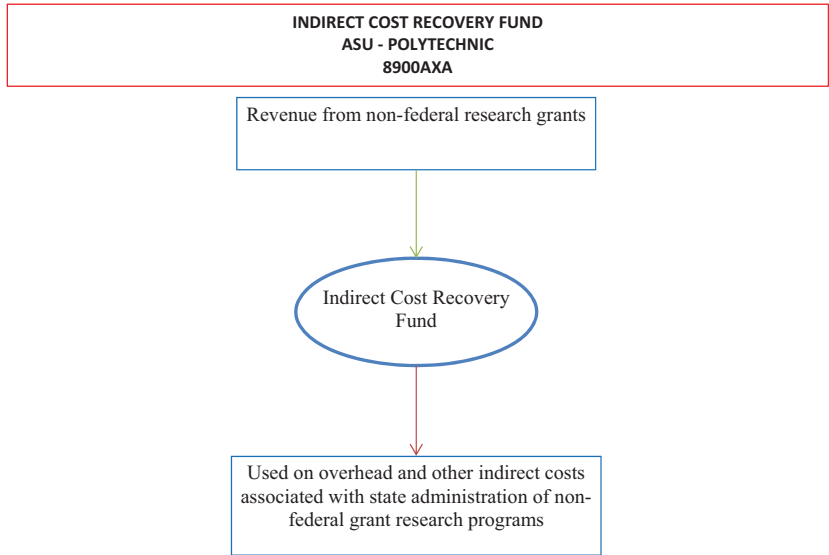 INDIRECT COST RECOVERY FUND
ASU - POLYTECHNIC
8900AXA
Revenue from non-federal research grants
Indirect Cost Recovery
Fund
Used on overhead and other indirect costs
associated with state administration of non-
federal grant research programs